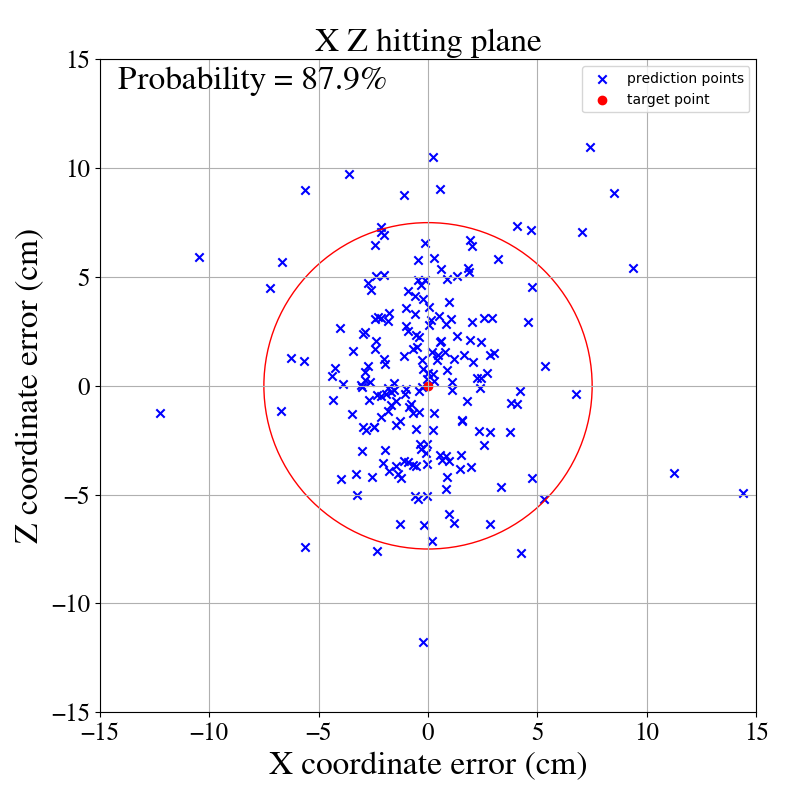 X Z hitting plane
Probability = 87.9%
prediction points
target point
15
10
5
0
−5
−10
−15
Z coordinate error (cm)
−15 −10 −5 0 5 10 15
X coordinate error (cm)